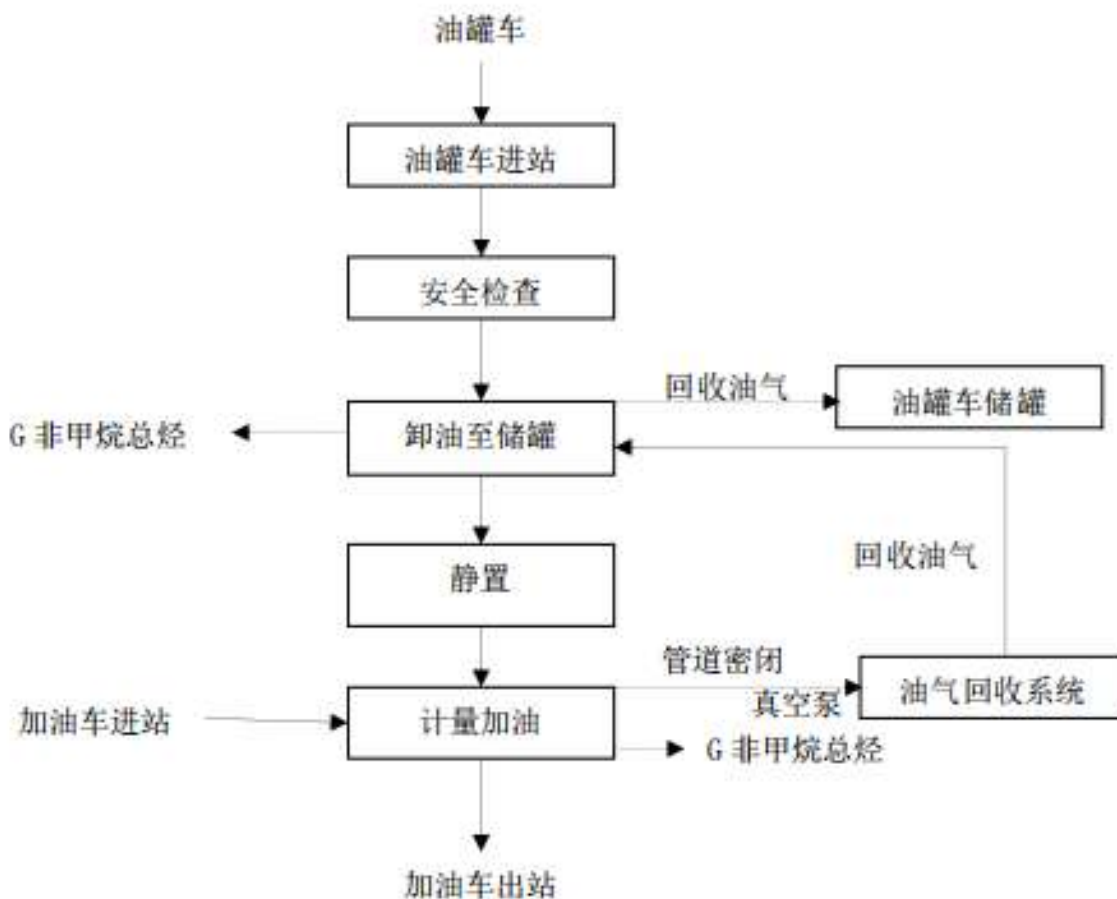 油罐车
油罐车进站
安全检查
回收油气
油罐车储罐
G 非甲烷总烃
卸油至储罐
回收油气
静置
管道密闭
油气回收系统
真空泵
加油车进站
计量加油
G 非甲烷总烃
加油车出站